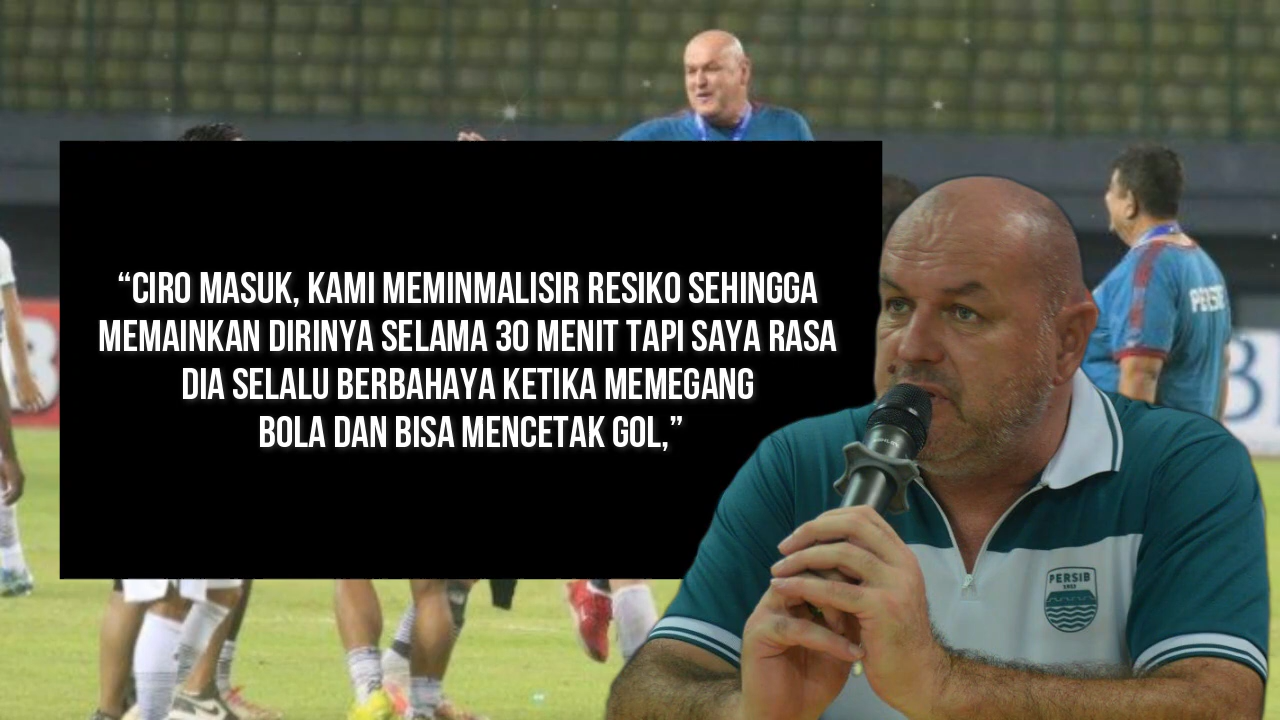 “CIRO MASUK, KAMI MEMINMALISIR RESIKO SEHINGGA
MEMAINKAN DIRINYA SELAMA 30 MENIT TAPI SAYA RASA
DIA SELALU BERBAHAYA KETIKA MEMEGANG
BOLA DAN BISA MENCETAK GOL,”
PERSIB